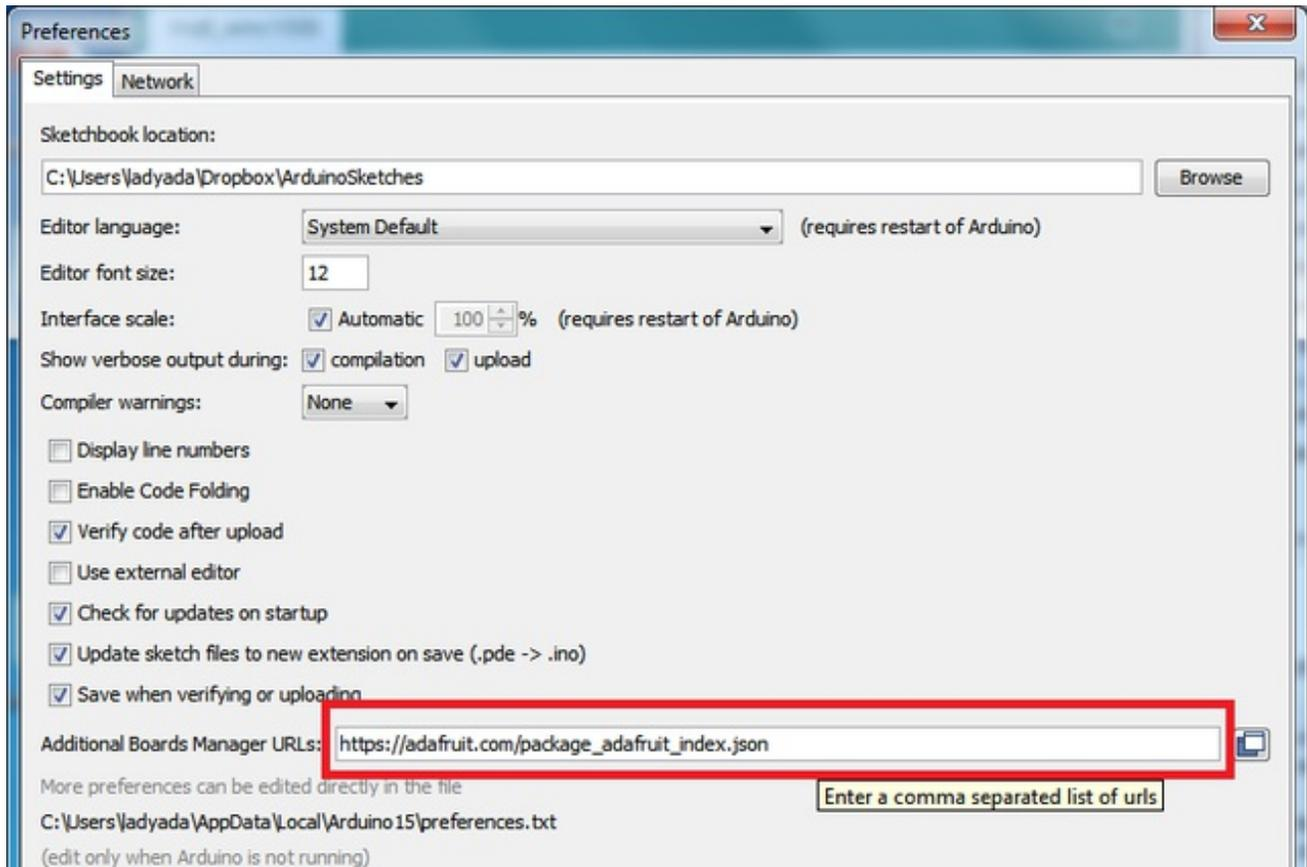 Preferences
Settings Network
Sketchbook location:
C:\Users\ladyada\Dropbox\ArduinoSketches Browse
Editor language: System Default (requires restart of Arduino)
Editor font size: 12
Interface scale: Automatic 100 % (requires restart of Arduino)
Show verbose output during: compilation upload
Compiler warnings: None
Display line numbers
Enable Code Folding
Verify code after upload
Use external editor
Check for updates on startup
Update sketch files to new extension on save (.pde -> .ino)
Save when verifying or uploading
Additional Boards Manager URLs: https://adafruit.com/package_adafruit_index.json
More preferences can be edited directly in the file
Enter a comma separated list of urls
C:\Users\ladyada\AppData\Local\Arduino15\preferences.txt
(edit only when Arduino is not running)